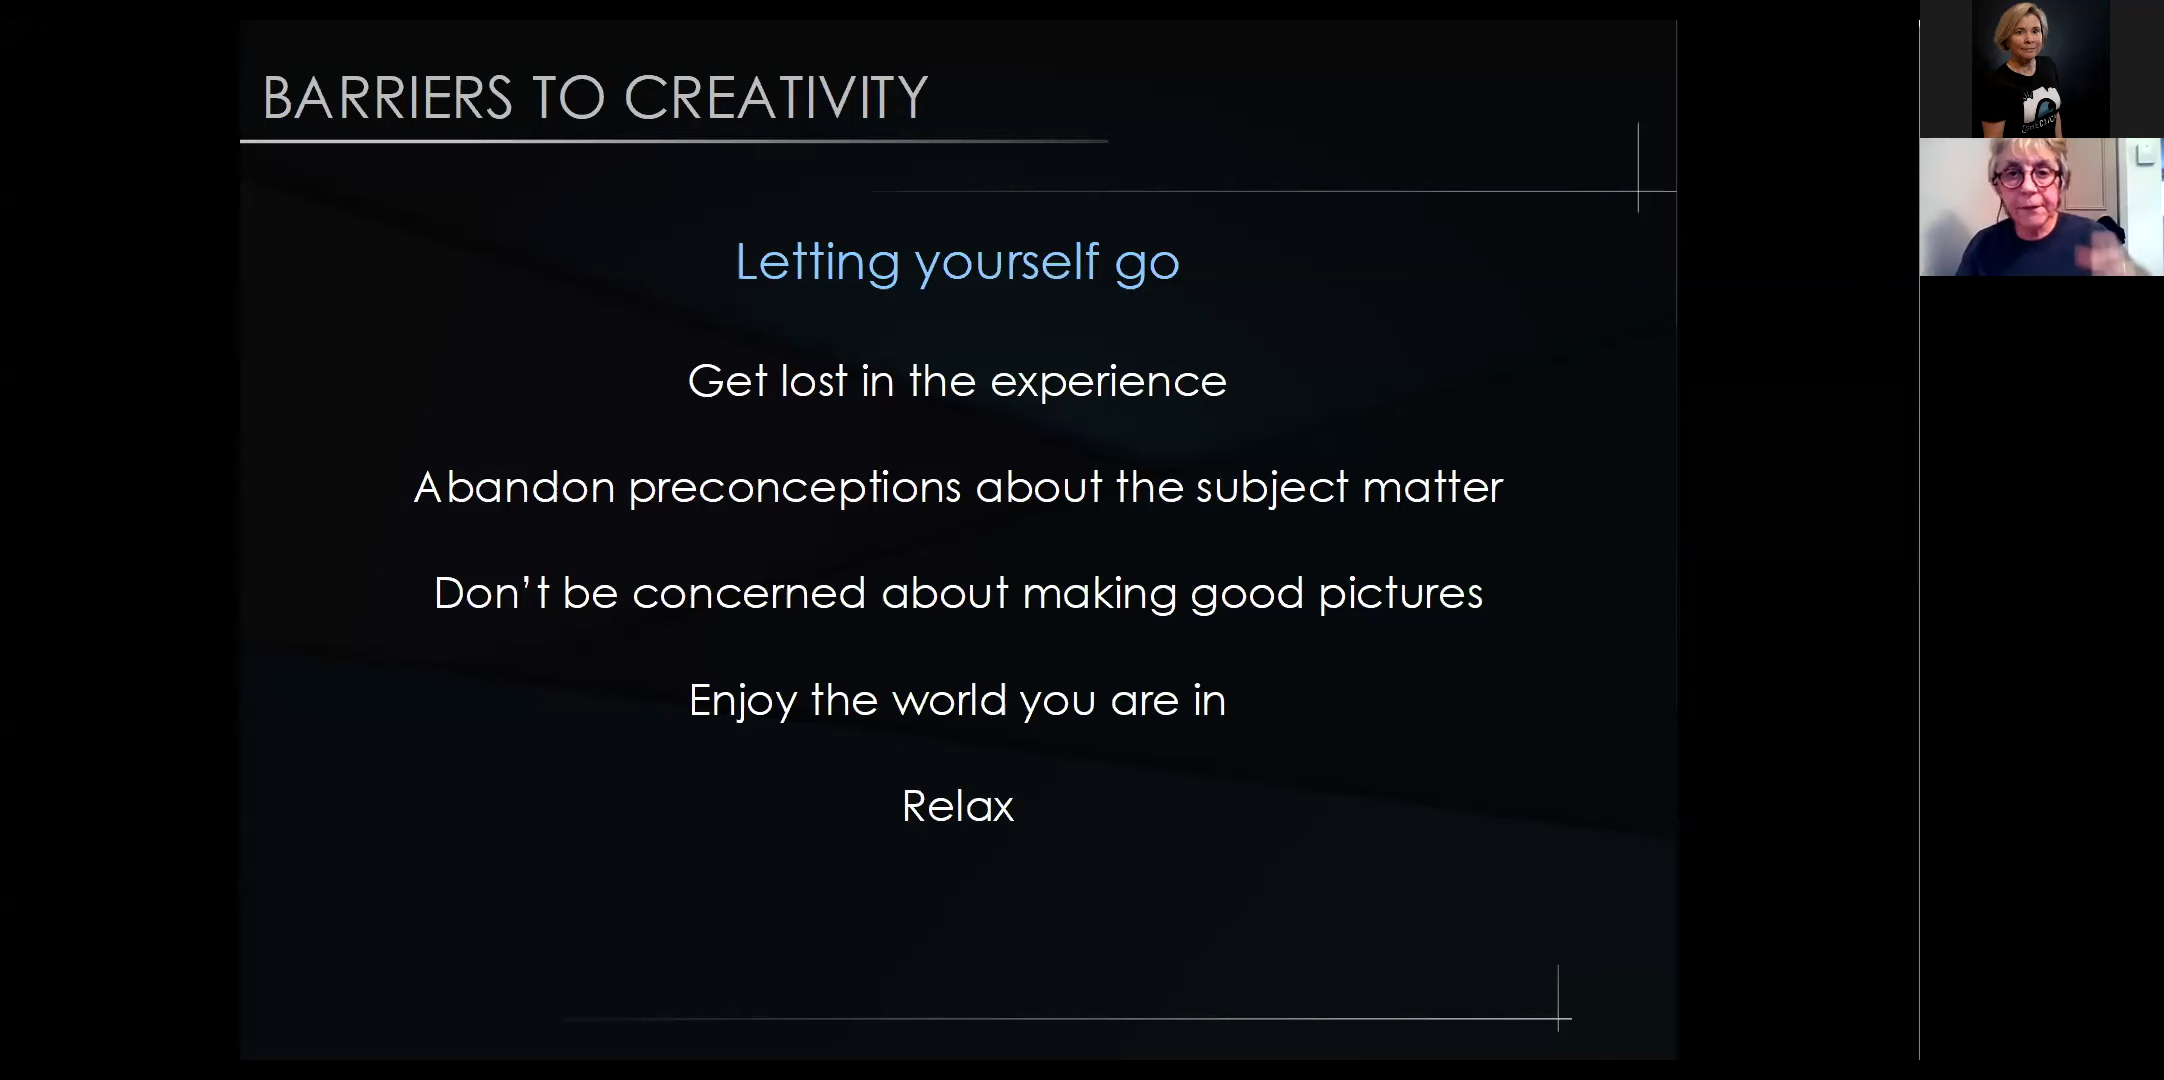 BARRIERS TO CREATIVITY
Letting yourself go
Get lost in the experience
Abandon preconceptions about the subject matter
Don’t be concerned about making good pictures
Enjoy the world you are in
Relax